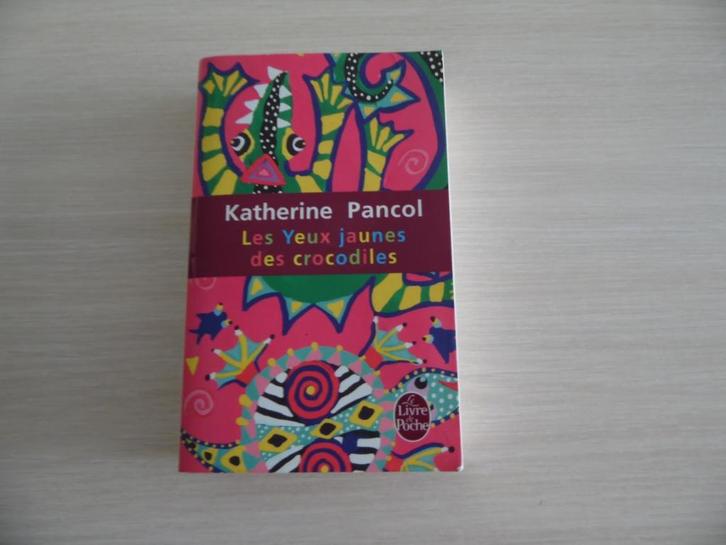 Katherine Pancol
Les Yeux jaunes
des crocodiles
Le
Livre
de
Poche